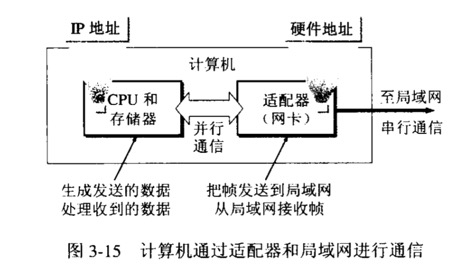 IP 地址
硬件地址
计算机
CPU 和
存储器
并行
通信
适配器
（网卡）
至局域网
串行通信
生成发送的数据
处理收到的数据
把帧发送到局域网
从局域网接收帧
图 3-15 计算机通过适配器和局域网进行通信